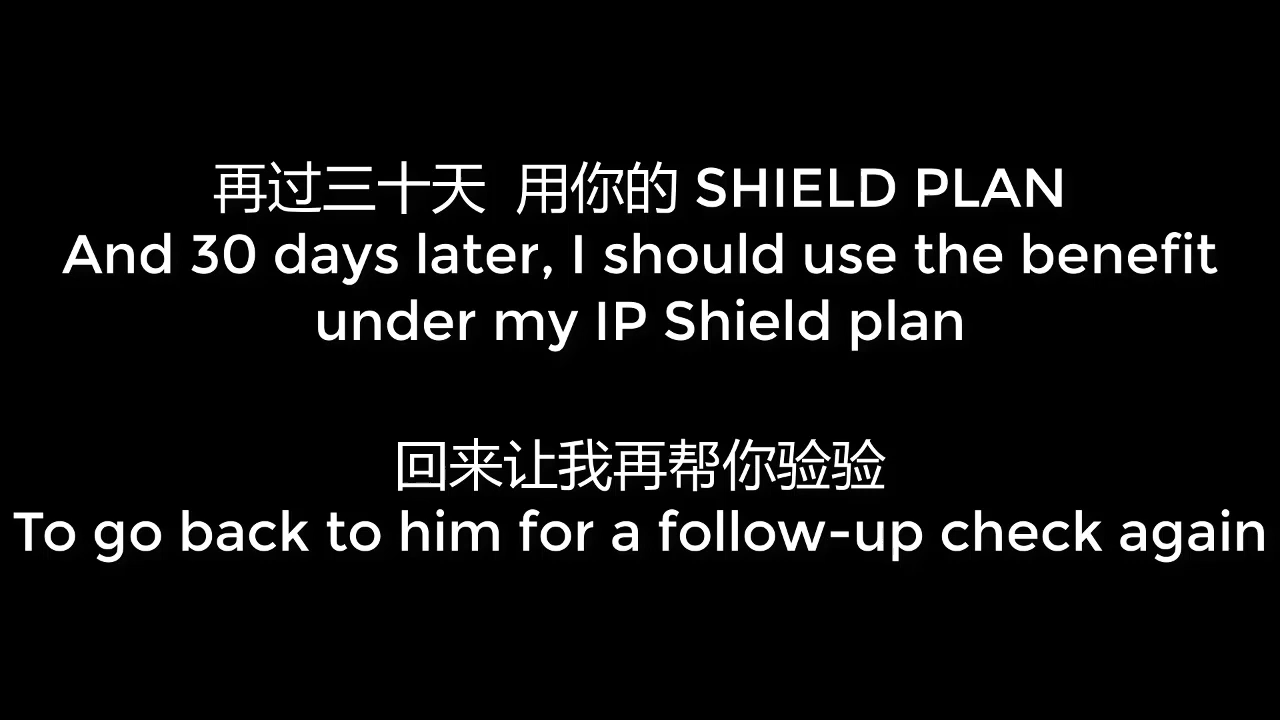 再过三十天 用你的 SHIELD PLAN
And 30 days later, I should use the benefit
under my IP Shield plan
回来让我再帮你验验
To go back to him for a follow-up check again